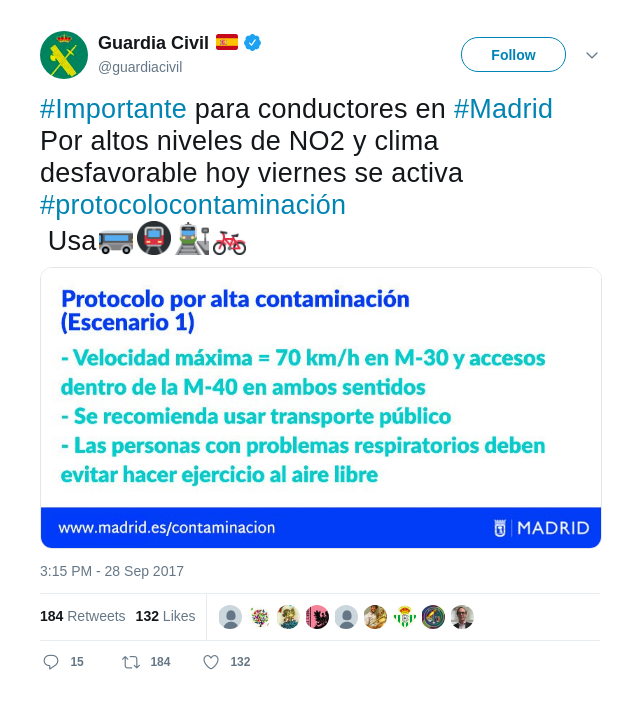 Guardia Civil
@guardiacivil
Follow
#Importante para conductores en #Madrid
Por altos niveles de NO2 y clima
desfavorable hoy viernes se activa
#protocolocontaminación
Usa
Protocolo por alta contaminación
(Escenario 1)
- Velocidad máxima = 70 km/h en M-30 y accesos
dentro de la M-40 en ambos sentidos
- Se recomienda usar transporte público
- Las personas con problemas respiratorios deben
evitar hacer ejercicio al aire libre
www.madrid.es/contaminacion
MADRID
3:15 PM - 28 Sep 2017
184 Retweets 132 Likes
15 184 132